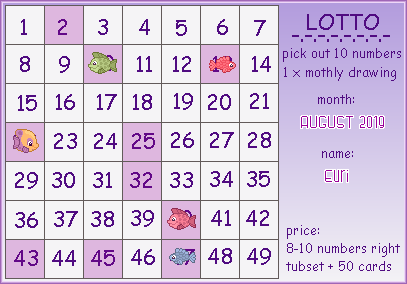 1 2 3 4 5 6 7
8 9 11 12 14
15 16 17 18 19 20 21
23 24 25 26 27 28
29 30 31 32 33 34 35
36 37 38 39 41 42
43 44 45 46 48 49
LOTTO
pick out 10 numbers
1 x mothly drawing
month:
AUGUST 2019
name:
Euri
price:
8-10 numbers right
tubset + 50 cards